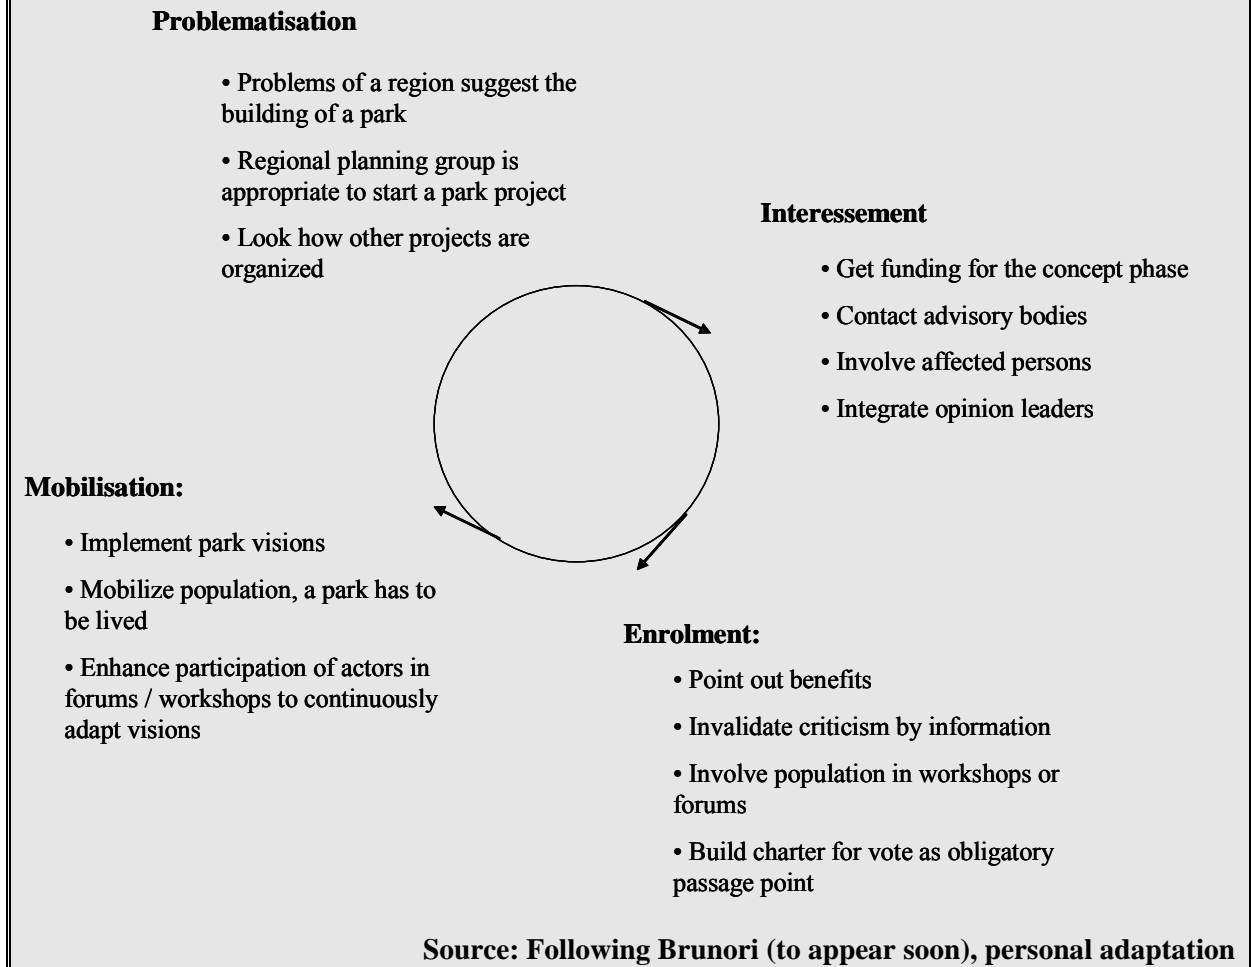 Problematisation
• Problems of a region suggest the
building of a park
• Regional planning group is
appropriate to start a park project
• Look how other projects are
organized
Interessement
• Get funding for the concept phase
• Contact advisory bodies
• Involve affected persons
• Integrate opinion leaders
Mobilisation:
• Implement park visions
• Mobilize population, a park has to
be lived
• Enhance participation of actors in
forums / workshops to continuously
adapt visions
Enrolment:
• Point out benefits
• Invalidate criticism by information
• Involve population in workshops or
forums
• Build charter for vote as obligatory
passage point
Source: Following Brunori (to appear soon), personal adaptation